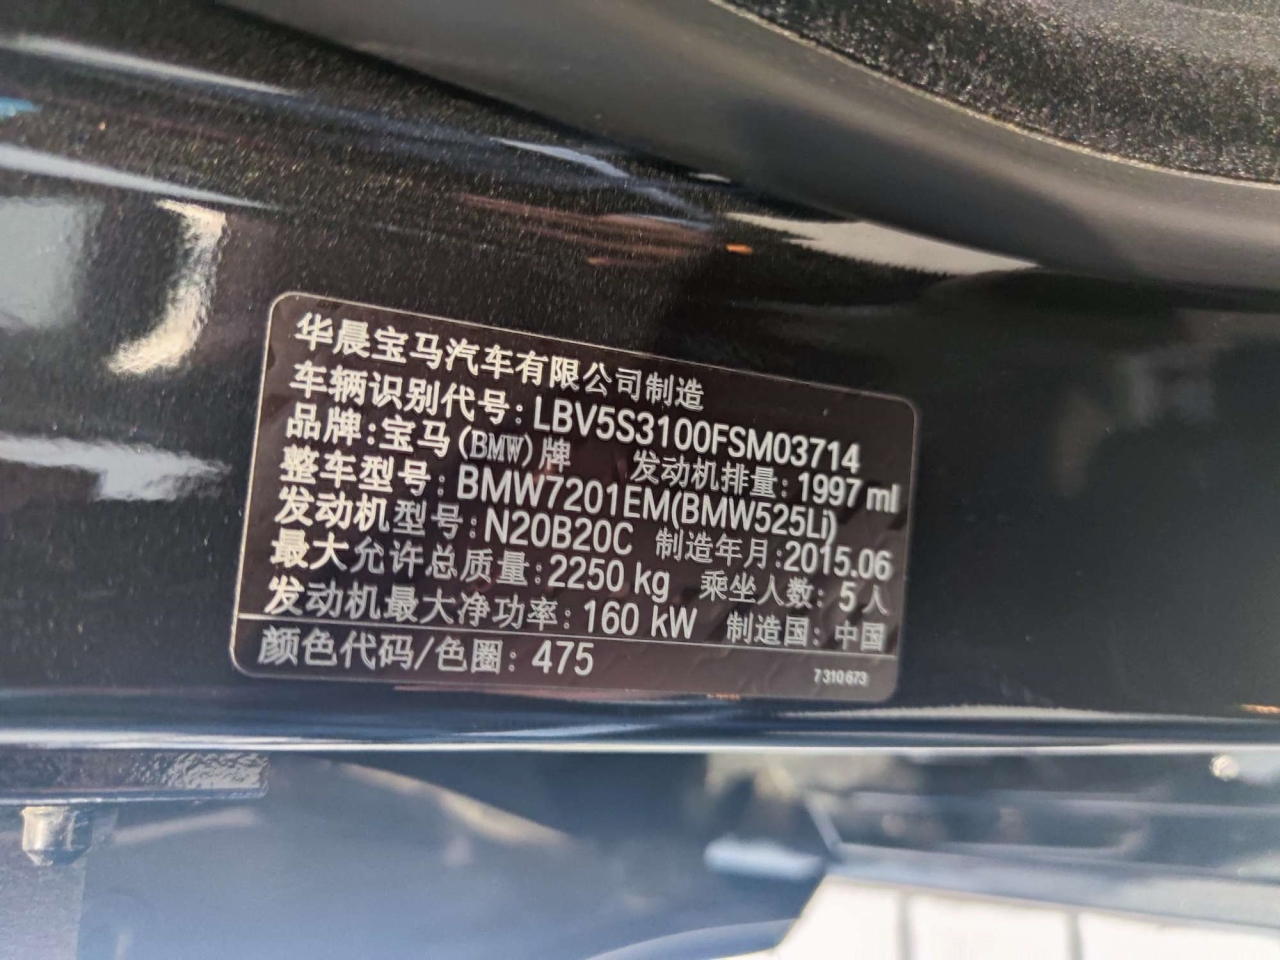 华晨宝马汽车有限公司制造
车辆识别代号: LBV5S3100FSM03714
品牌: 宝马(BMW)牌 发动机排量: 1997 ml
整车型号: BMW7201EM(BMW525Li)
发动机型号: N20B20C 制造年月: 2015.06
最大允许总质量: 2250 kg 乘坐人数: 5人
发动机最大净功率: 160 kW 制造国: 中国
颜色代码/色圈: 475 7 310 673